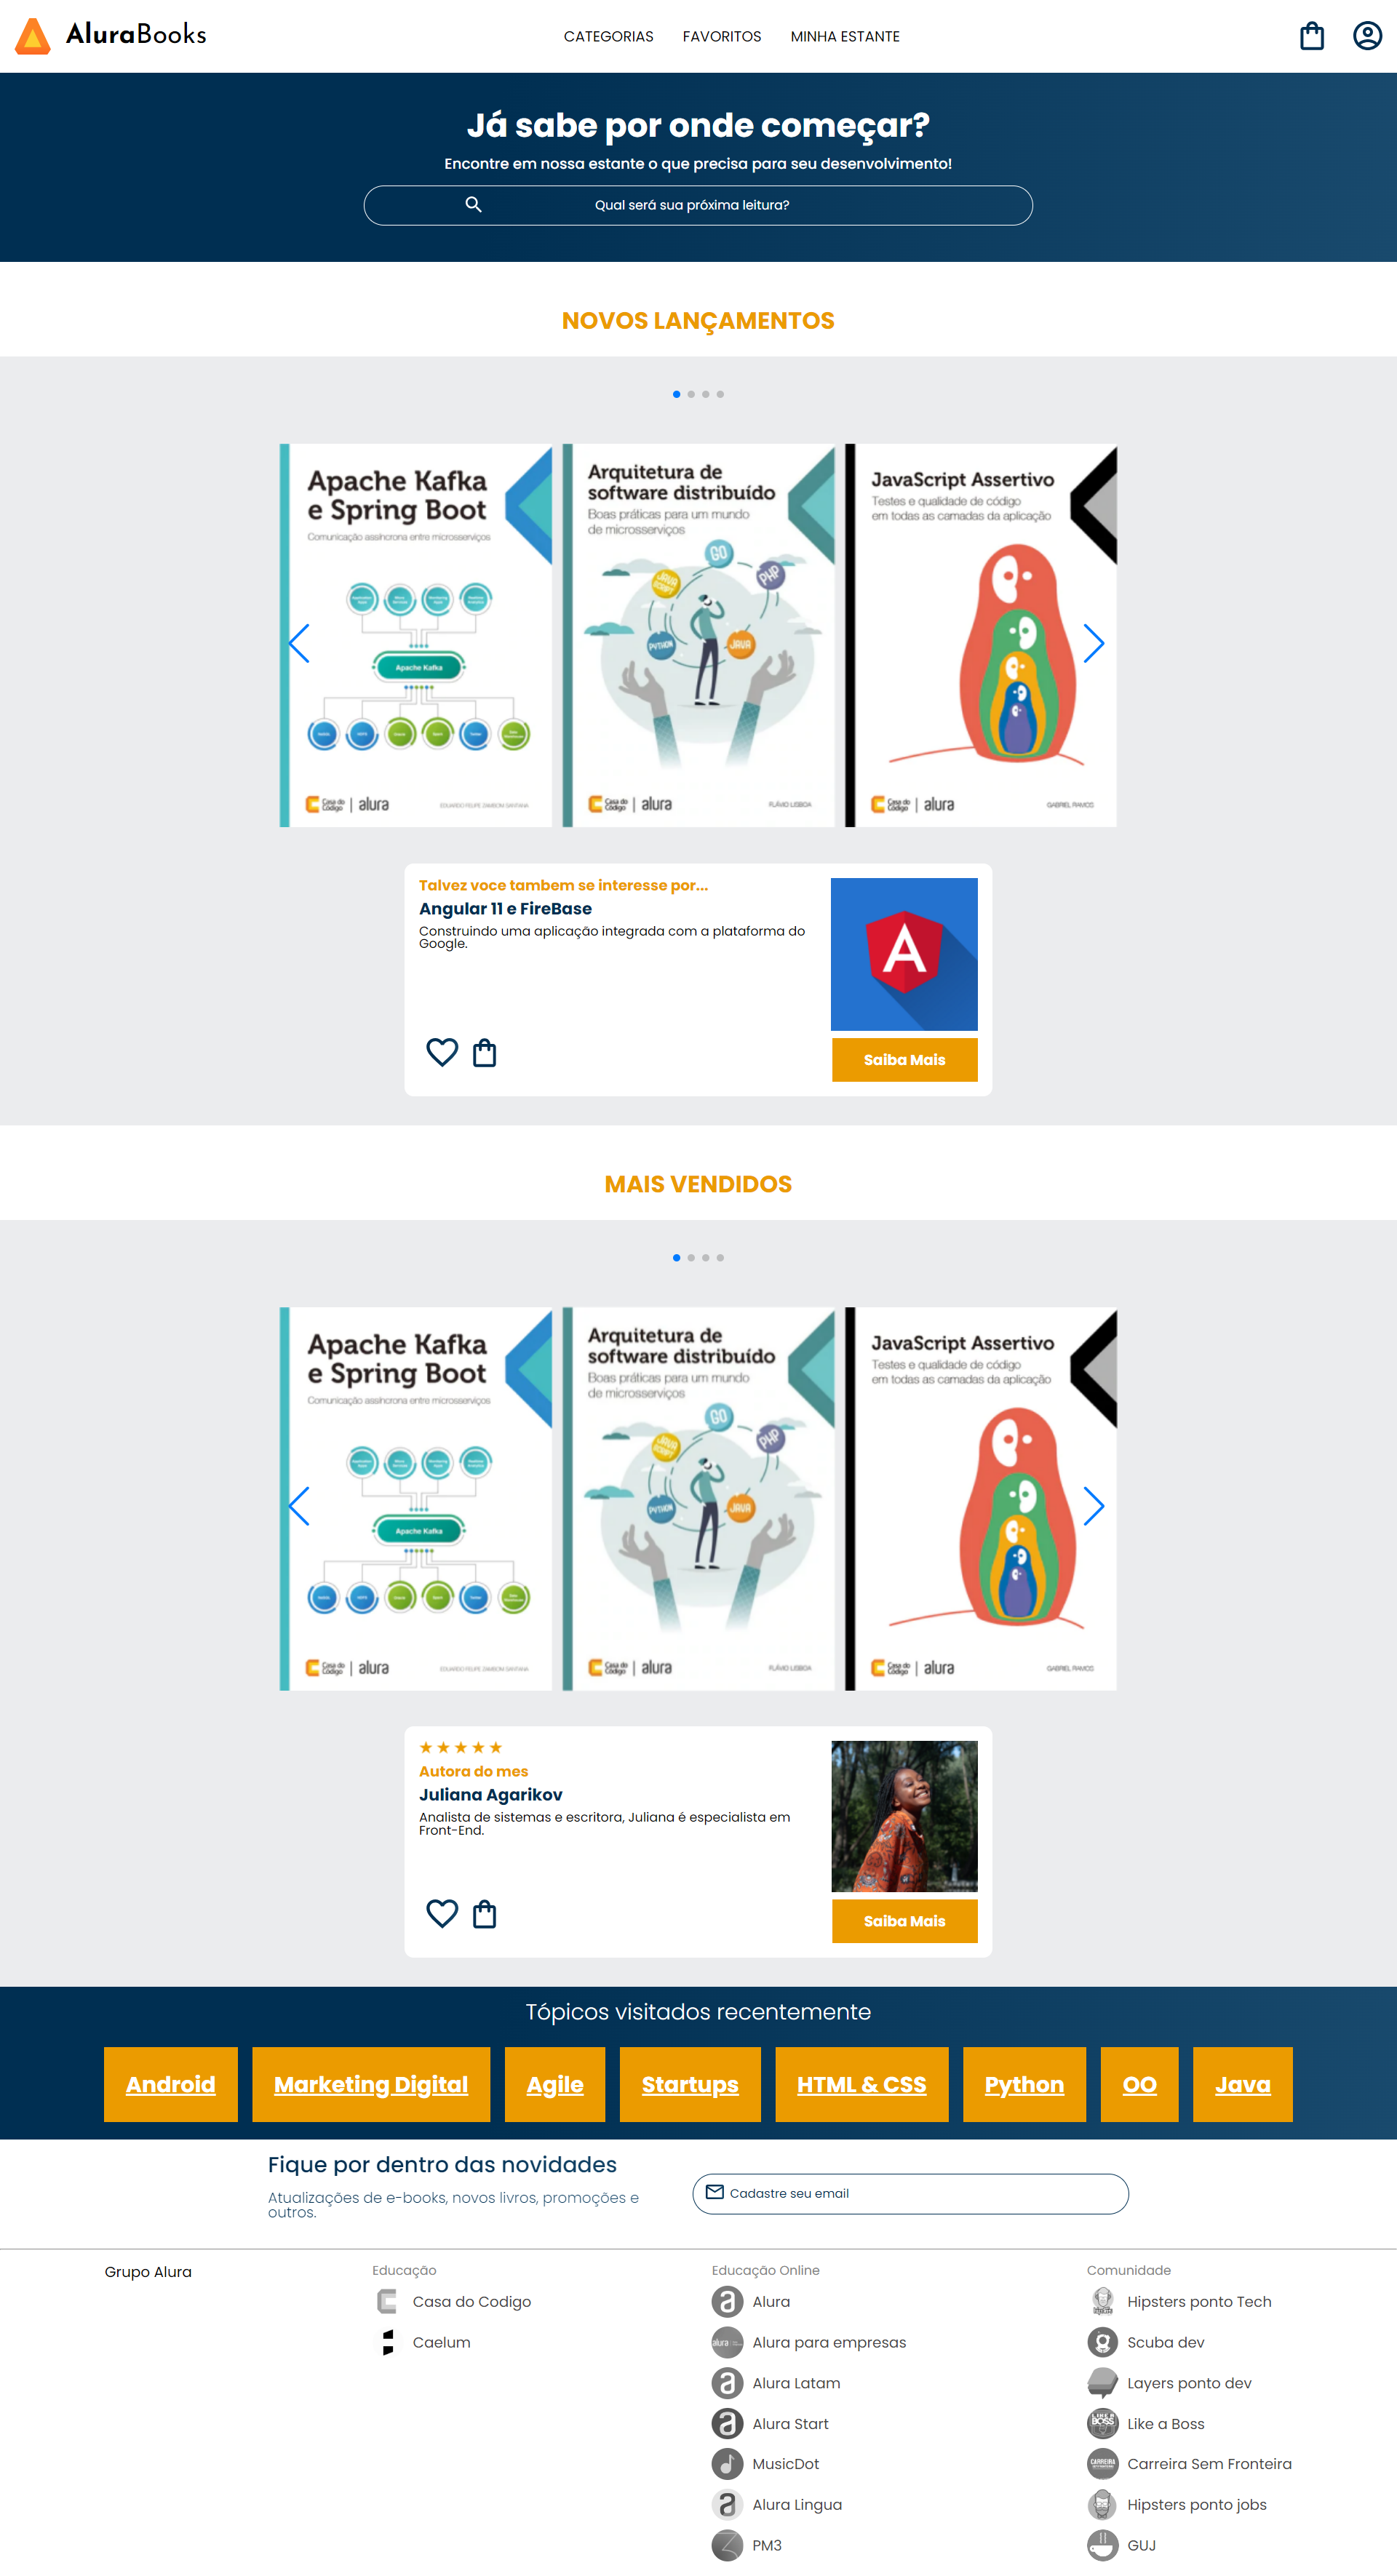 AluraBooks
CATEGORIAS
FAVORITOS
MINHA ESTANTE
Já sabe por onde começar?
Encontre em nossa estante o que precisa para seu desenvolvimento!
Qual será sua próxima leitura?
NOVOS LANÇAMENTOS
Apache Kafka
e Spring Boot
Comunicação assíncrona entre microsserviços
Apache Kafka
Casa do
Código
alura
Arquitetura de
software distribuído
Boas práticas para um mundo
de microsserviços
GO
JAVA
SCRIPT
PHP
PYTHON
JAVA
Casa do
Código
alura
FLÁVIO LISBOA
JavaScript Assertivo
Testes e qualidade de código
em todas as camadas da aplicação
Casa do
Código
alura
GABRIEL RAMOS
Talvez voce tambem se interesse por...
Angular 11 e FireBase
Construindo uma aplicação integrada com a plataforma do
Google.
A
Saiba Mais
MAIS VENDIDOS
Apache Kafka
e Spring Boot
Comunicação assíncrona entre microsserviços
Apache Kafka
Casa do
Código
alura
Arquitetura de
software distribuído
Boas práticas para um mundo
de microsserviços
GO
JAVA
SCRIPT
PHP
PYTHON
JAVA
Casa do
Código
alura
FLÁVIO LISBOA
JavaScript Assertivo
Testes e qualidade de código
em todas as camadas da aplicação
Casa do
Código
alura
GABRIEL RAMOS
Autora do mes
Juliana Agarikov
Analista de sistemas e escritora, Juliana é especialista em
Front-End.
Saiba Mais
Tópicos visitados recentemente
Android
Marketing Digital
Agile
Startups
HTML & CSS
Python
OO
Java
Fique por dentro das novidades
Atualizações de e-books, novos livros, promoções e
outros.
Cadastre seu email
Grupo Alura
Educação
Casa do Codigo
Caelum
Educação Online
Alura
Alura para empresas
Alura Latam
Alura Start
MusicDot
Alura Lingua
PM3
Comunidade
Hipsters ponto Tech
Scuba dev
Layers ponto dev
Like a Boss
Carreira Sem Fronteira
Hipsters ponto jobs
GUJ